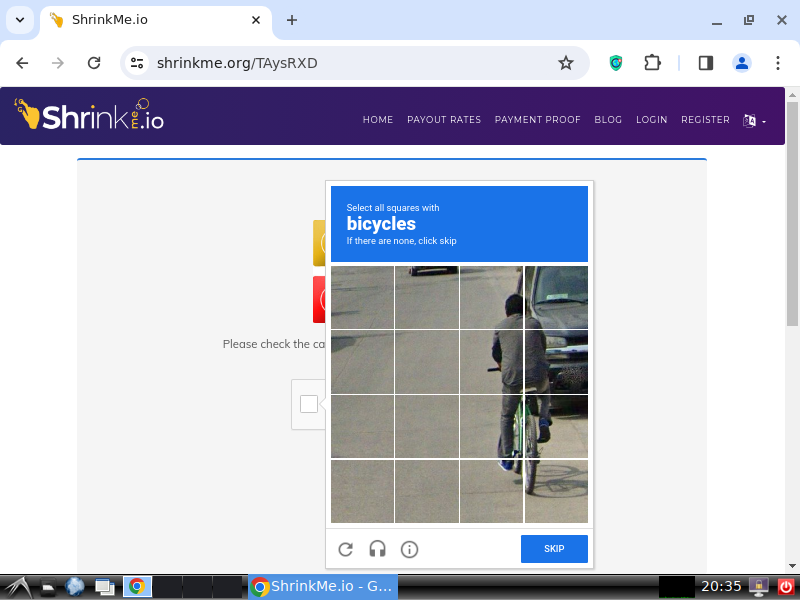 ShrinkMe.io
shrinkme.org/TAysRXD
Shrinkme.io
HOME
PAYOUT RATES
PAYMENT PROOF
BLOG
LOGIN
REGISTER
Select all squares with
bicycles
If there are none, click skip
Please check the ca
SKIP
ShrinkMe.io - G...
20:35